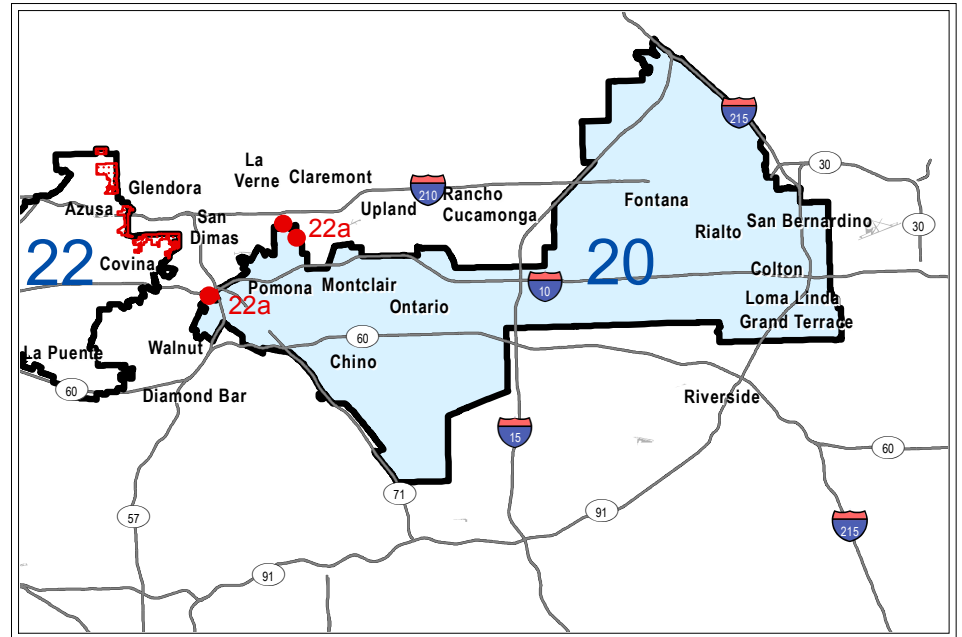 215
30
La
Verne
Claremont
Glendora
210
Rancho
Cucamonga
Upland
Fontana
Azusa
San
Dimas
22a
San Bernardino
Rialto
30
22
Covina
20
Colton
Pomona
Montclair
10
22a
Ontario
Loma Linda
Grand Terrace
La Puente
Walnut
60
Chino
60
Diamond Bar
Riverside
15
60
71
57
91
215
91